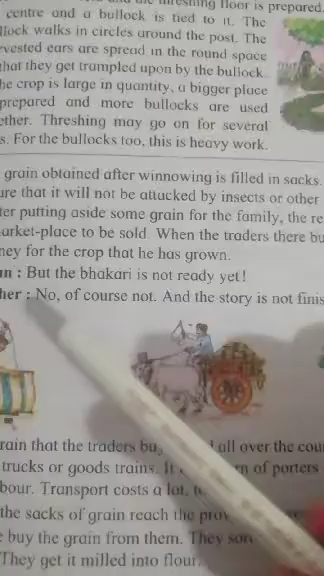 threshing floor is prepared.
centre and a bullock is tied to it. The
llock walks in circles around the post. The
rvested ears are spread in the round space
that they get trampled upon by the bullock.
he crop is large in quantity, a bigger place
prepared and more bullocks are used
ether. Threshing may go on for several
s. For the bullocks too, this is heavy work.
grain obtained after winnowing is filled in sacks.
ure that it will not be attacked by insects or other
ter putting aside some grain for the family, the re
arket-place to be sold. When the traders there bu
ney for the crop that he has grown.
an : But the bhakari is not ready yet!
her : No, of course not. And the story is not finis
rain that the traders buy all over the cou
trucks or goods trains. It of porters
bour. Transport costs a lot,
the sacks of grain reach the
e buy the grain from them. They
They get it milled into flour.